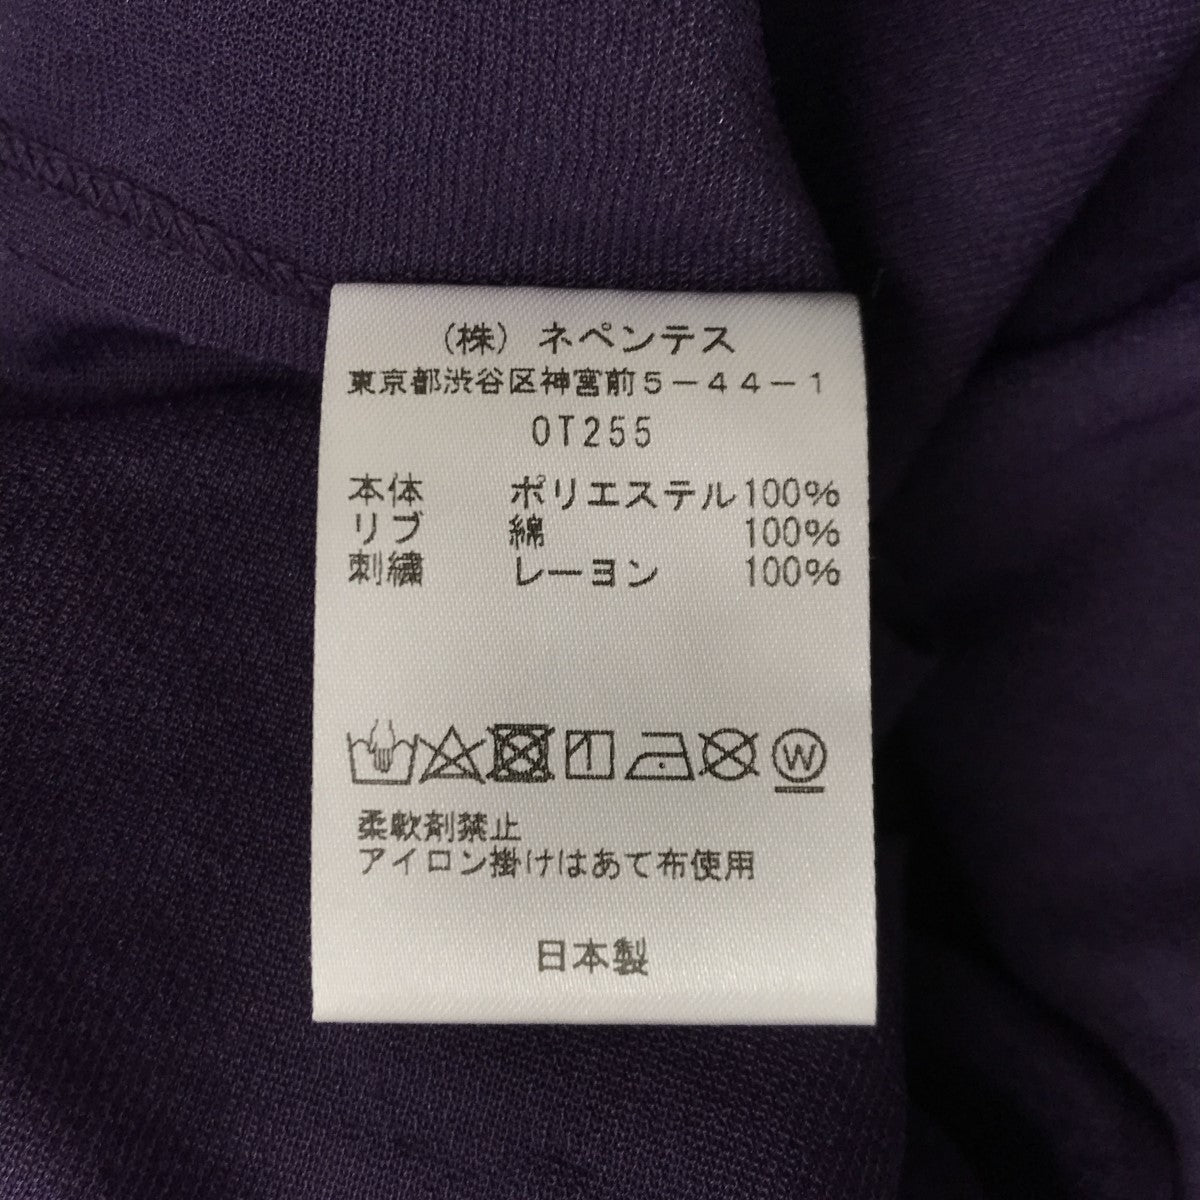 (株) ネペンテス
東京都渋谷区神宮前5-44-1
OT255
本体 ポリエステル100%
リブ 綿 100%
刺繍 レーヨン 100%
W
柔軟剤禁止
アイロン掛けはあて布使用
日本製